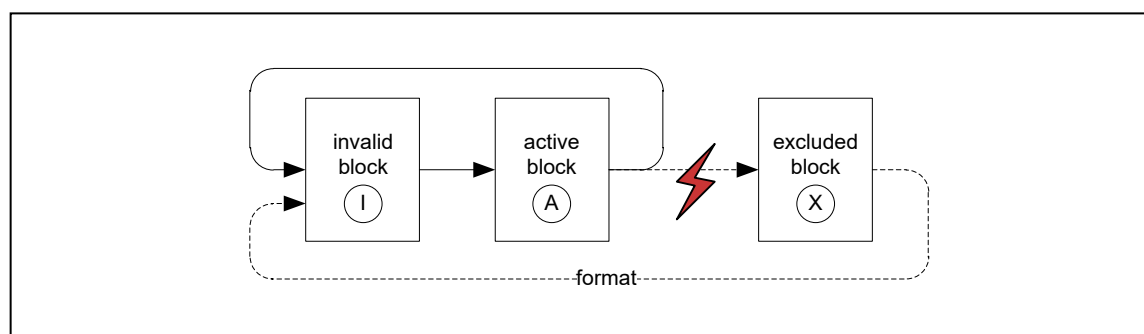 invalid
block
I
active
block
A
excluded
block
X
format